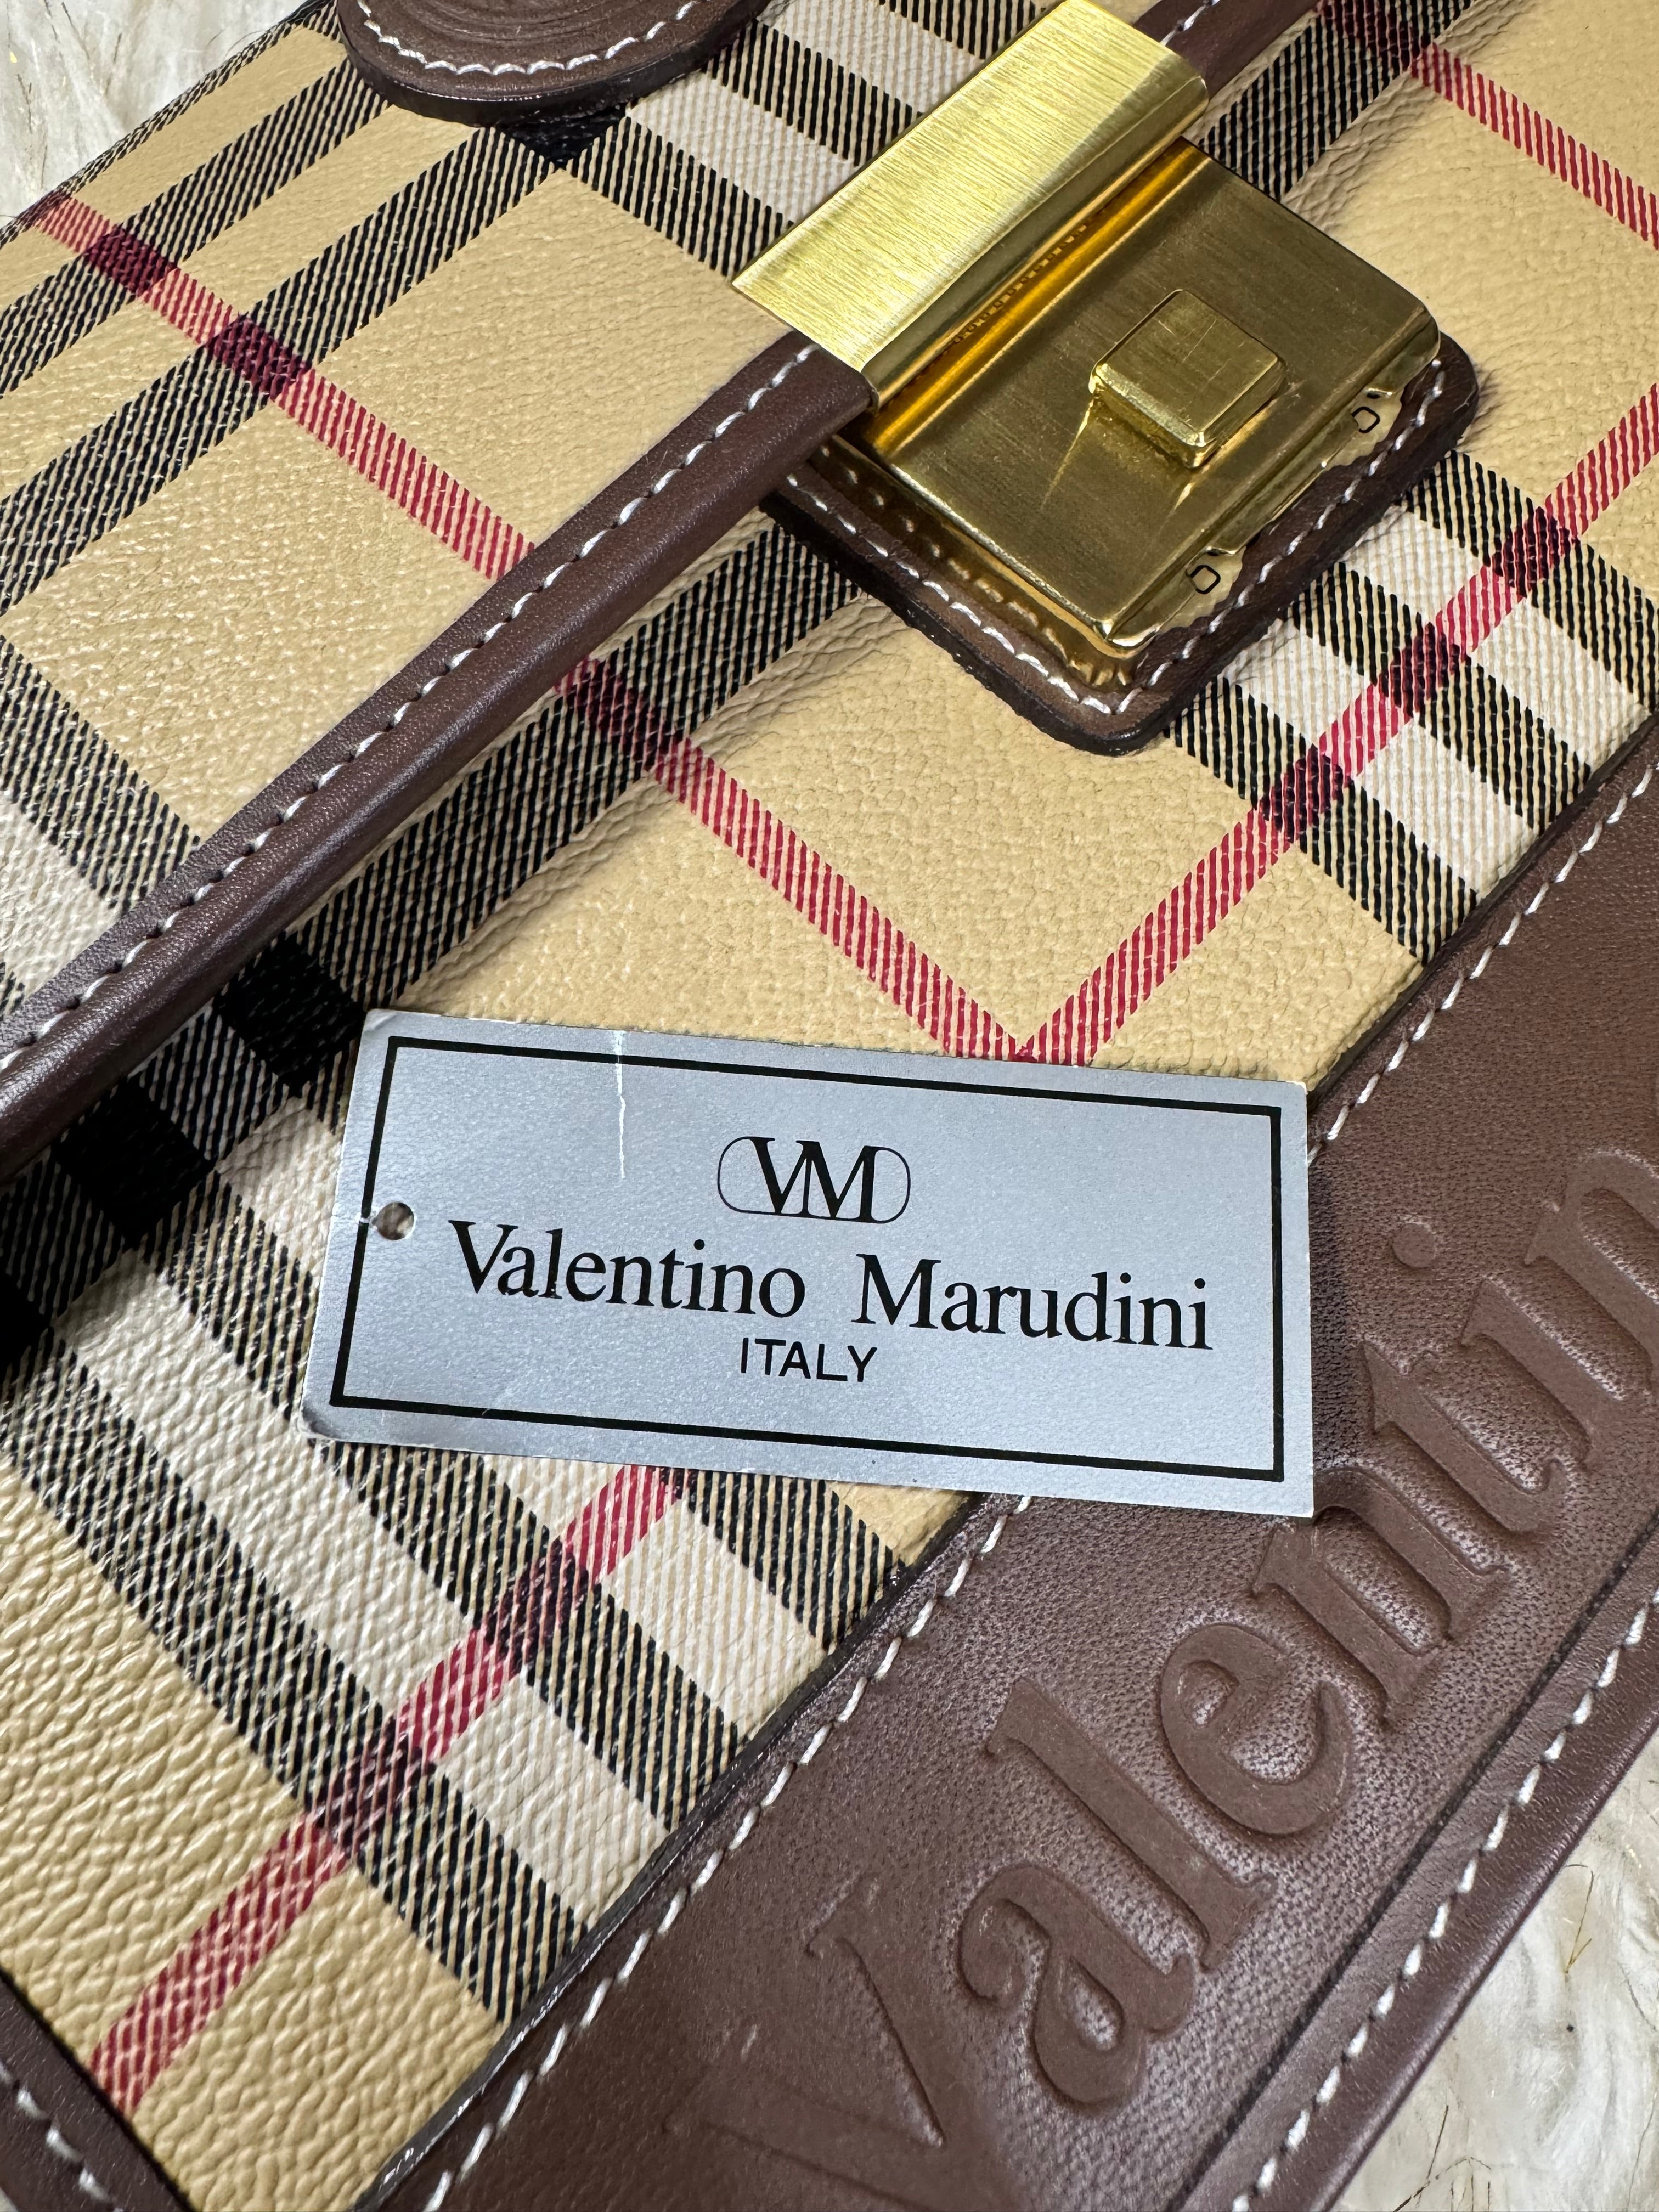 VM
Valentino Marudini
ITALY
Valentin